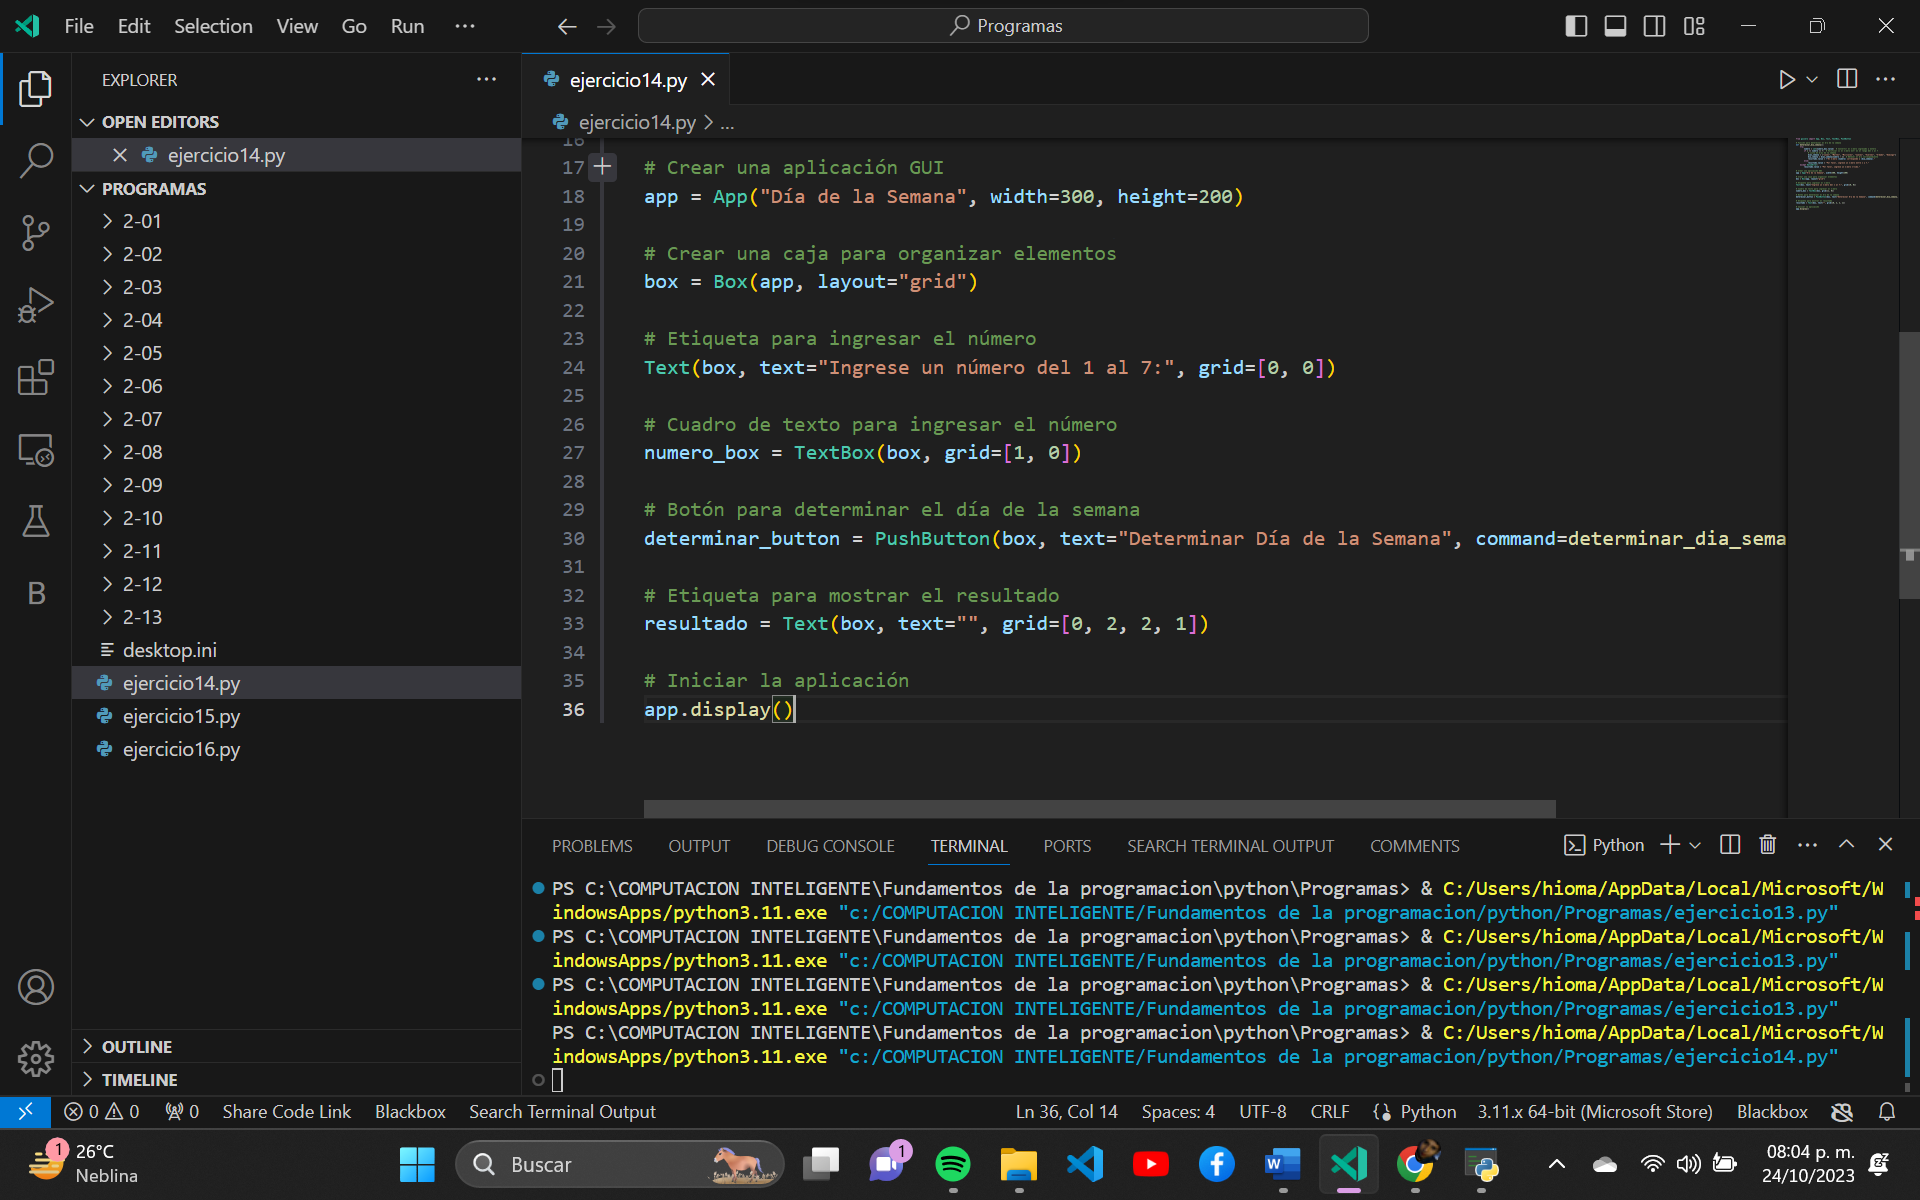 File Edit Selection View Go Run ...
Programas
EXPLORER
OPEN EDITORS
ejercicio14.py
PROGRAMAS
2-01
2-02
2-03
2-04
2-05
2-06
2-07
2-08
2-09
2-10
2-11
2-12
2-13
desktop.ini
ejercicio14.py
ejercicio15.py
ejercicio16.py
OUTLINE
TIMELINE
ejercicio14.py
ejercicio14.py > ...
16
17 # Crear una aplicación GUI
18 app = App("Día de la Semana", width=300, height=200)
19
20 # Crear una caja para organizar elementos
21 box = Box(app, layout="grid")
22
23 # Etiqueta para ingresar el número
24 Text(box, text="Ingrese un número del 1 al 7:", grid=[0, 0])
25
26 # Cuadro de texto para ingresar el número
27 numero_box = TextBox(box, grid=[1, 0])
28
29 # Botón para determinar el día de la semana
30 determinar_button = PushButton(box, text="Determinar Día de la Semana", command=determinar_dia_sema
31
32 # Etiqueta para mostrar el resultado
33 resultado = Text(box, text="", grid=[0, 2, 2, 1])
34
35 # Iniciar la aplicación
36 app.display()
PROBLEMS OUTPUT DEBUG CONSOLE TERMINAL PORTS SEARCH TERMINAL OUTPUT COMMENTS Python
PS C:\COMPUTACION INTELIGENTE\Fundamentos de la programacion\python\Programas> & C:/Users/hioma/AppData/Local/Microsoft/W
indowsApps/python3.11.exe "c:/COMPUTACION INTELIGENTE/Fundamentos de la programacion/python/Programas/ejercicio13.py"
PS C:\COMPUTACION INTELIGENTE\Fundamentos de la programacion\python\Programas> & C:/Users/hioma/AppData/Local/Microsoft/W
indowsApps/python3.11.exe "c:/COMPUTACION INTELIGENTE/Fundamentos de la programacion/python/Programas/ejercicio13.py"
PS C:\COMPUTACION INTELIGENTE\Fundamentos de la programacion\python\Programas> & C:/Users/hioma/AppData/Local/Microsoft/W
indowsApps/python3.11.exe "c:/COMPUTACION INTELIGENTE/Fundamentos de la programacion/python/Programas/ejercicio13.py"
PS C:\COMPUTACION INTELIGENTE\Fundamentos de la programacion\python\Programas> & C:/Users/hioma/AppData/Local/Microsoft/W
indowsApps/python3.11.exe "c:/COMPUTACION INTELIGENTE/Fundamentos de la programacion/python/Programas/ejercicio14.py"
0 0 0 Share Code Link Blackbox Search Terminal Output Ln 36, Col 14 Spaces: 4 UTF-8 CRLF Python 3.11.x 64-bit (Microsoft Store) Blackbox
1 26°C
Neblina
Buscar
1
08:04 p. m.
24/10/2023